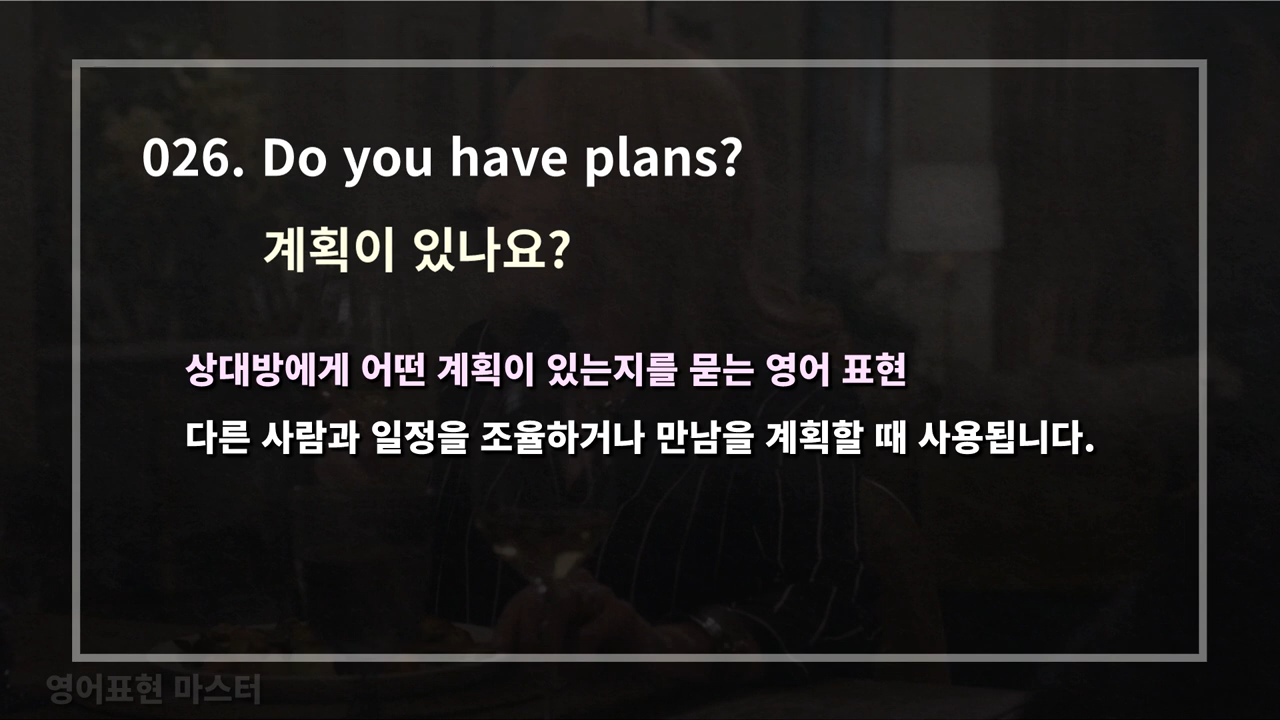 026. Do you have plans?
계획이 있나요?
상대방에게 어떤 계획이 있는지를 묻는 영어 표현
다른 사람과 일정을 조율하거나 만남을 계획할 때 사용됩니다.
영어표현 마스터